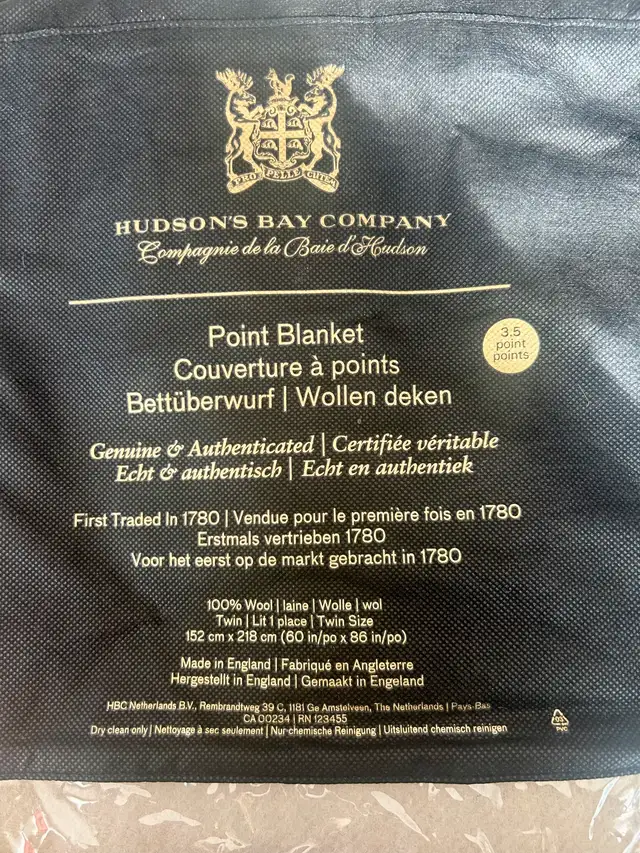 PRO PELLE CUTEM
HUDSON'S BAY COMPANY
Compagnie de la Baie d'Hudson
Point Blanket
Couverture à points
Bettüberwurf | Wollen deken
3.5
point
points
Genuine & Authenticated | Certifiée véritable
Echt & authentisch | Echt en authentiek
First Traded In 1780 | Vendue pour le première fois en 1780
Erstmals vertrieben 1780
Voor het eerst op de markt gebracht in 1780
100% Wool | laine | Wolle | wol
Twin | Lit 1 place | Twin Size
152 cm x 218 cm (60 in/po x 86 in/po)
Made in England | Fabriqué en Angleterre
Hergestellt in England | Gemaakt in Engeland
HBC Netherlands B.V., Rembrandtweg 39 C, 1181 Ge Amstelveen, The Netherlands | Pays-Bas
CA 00234 | RN 123455
Dry clean only | Nettoyage à sec seulement | Nur chemische Reinigung | Uitsluitend chemisch reinigen
03
PVC